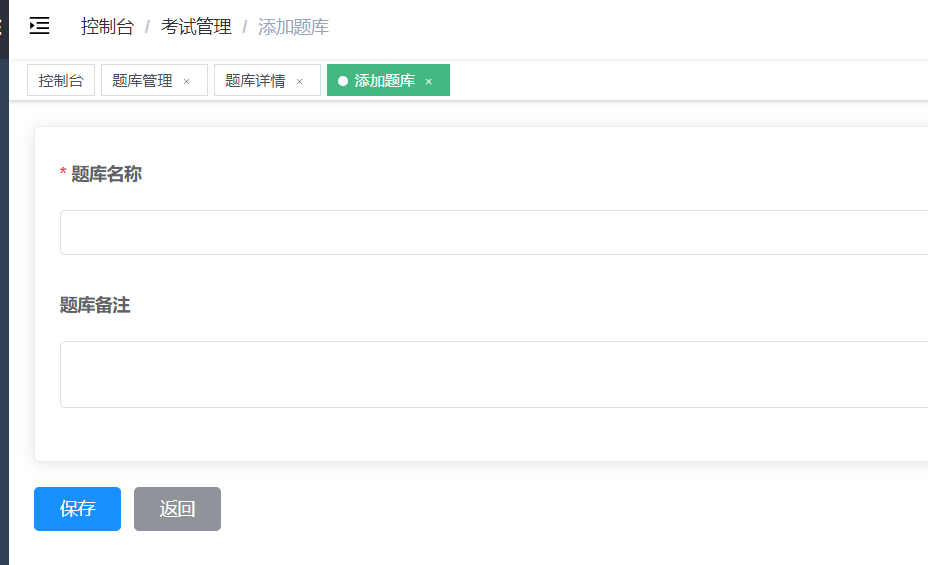 控制台 / 考试管理 / 添加题库
控制台 题库管理 × 题库详情 × 添加题库 ×
* 题库名称
题库备注
保存 返回